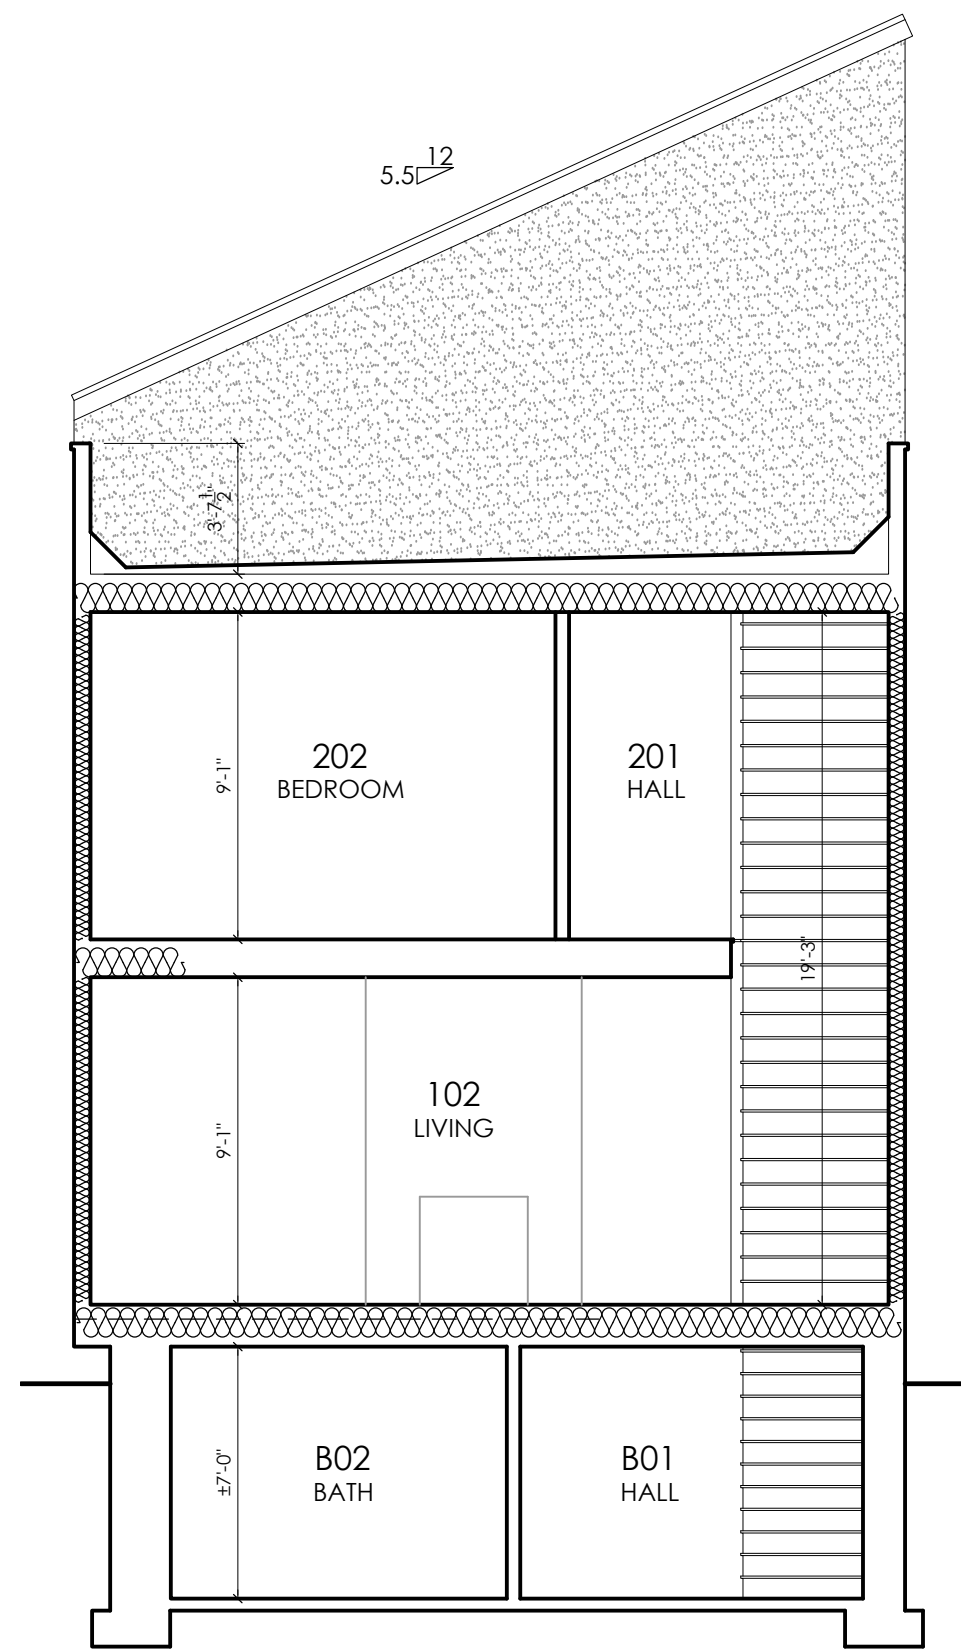 12
5.5
3'-7 1/2"
202
BEDROOM
201
HALL
9'-1"
19'-3"
102
LIVING
9'-1"
B02
BATH
B01
HALL
±7'-0"